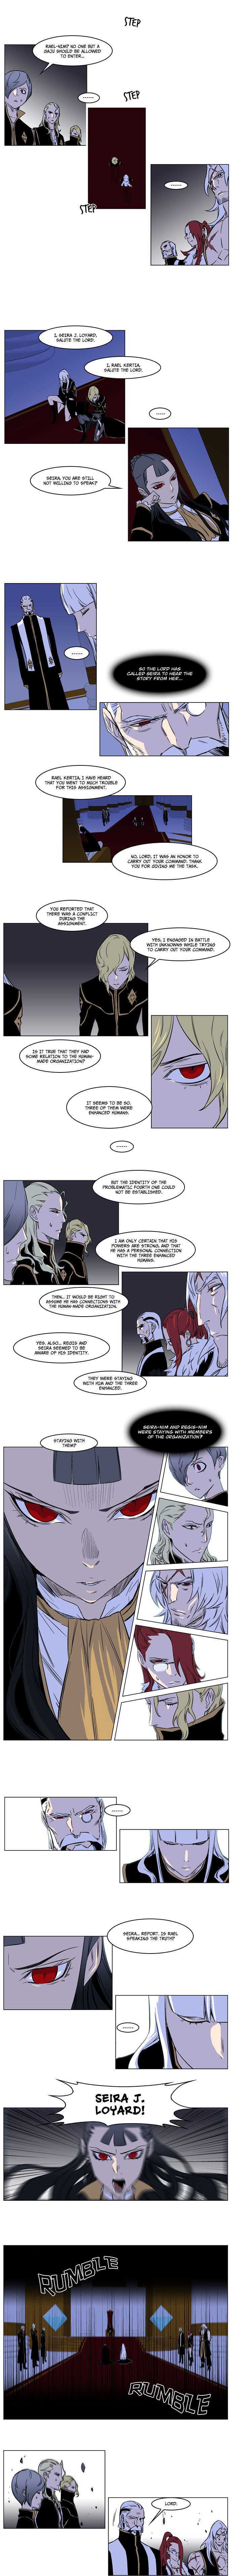 STEP
RAEL-NIM? NO ONE BUT A
GAJU SHOULD BE ALLOWED
TO ENTER...
......
STEP
......
STEP
I, SEIRA J. LOYARD,
SALUTE THE LORD.
I, RAEL KERTIA,
SALUTE THE LORD.
.....
SEIRA, YOU ARE STILL
NOT WILLING TO SPEAK?
......
SO THE LORD HAS
CALLED SEIRA TO HEAR THE
STORY FROM HER...
RAEL KERTIA, I HAVE HEARD
THAT YOU WENT TO MUCH TROUBLE
FOR THIS ASSIGNMENT.
NO, LORD, IT WAS AN HONOR TO
CARRY OUT YOUR COMMAND. THANK
YOU FOR GIVING ME THE TASK.
YOU REPORTED THAT
THERE WAS A CONFLICT
DURING THE
ASSIGNMENT.
YES, I ENGAGED IN BATTLE
WITH UNKNOWNS WHILE TRYING
TO CARRY OUT YOUR COMMAND.
IS IT TRUE THAT THEY HAD
SOME RELATION TO THE HUMAN-
MADE ORGANIZATION?
IT SEEMS TO BE SO.
THREE OF THEM WERE
ENHANCED HUMANS.
......
BUT THE IDENTITY OF THE
PROBLEMATIC FOURTH ONE COULD
NOT BE ESTABLISHED.
I AM ONLY CERTAIN THAT HIS
POWERS ARE STRONG, AND THAT
HE HAS A PERSONAL CONNECTION
WITH THE THREE ENHANCED
HUMANS.
THEN... IT WOULD BE RIGHT TO
ASSUME HE HAS CONNECTIONS WITH
THE HUMAN-MADE ORGANIZATION.
YES. ALSO... REGIS AND
SEIRA SEEMED TO BE
AWARE OF HIS IDENTITY.
THEY WERE STAYING
WITH HIM AND THE THREE
ENHANCED.
SEIRA-NIM AND REGIS-NIM
WERE STAYING WITH MEMBERS
OF THE ORGANIZATION?
STAYING WITH
THEM?
......
SEIRA... REPORT. IS RAEL
SPEAKING THE TRUTH?
......
SEIRA J.
LOYARD!
RUMBLE
RUMBLE
LORD.